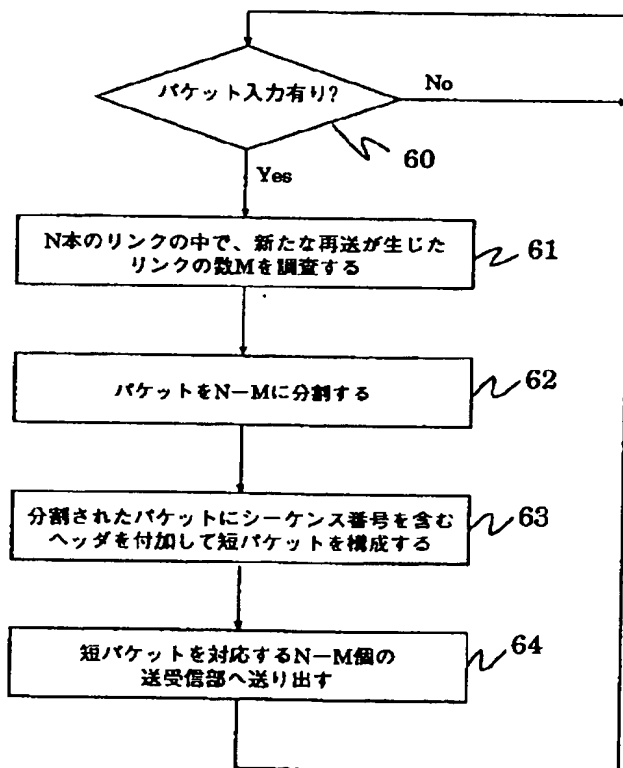 パケット入力有り?
No
60
Yes
N本のリンクの中で、新たな再送が生じた
リンクの数Mを調査する
61
パケットをN−Mに分割する
62
分割されたパケットにシーケンス番号を含む
ヘッダを付加して短パケットを構成する
63
短パケットを対応するN−M個の
送受信部へ送り出す
64